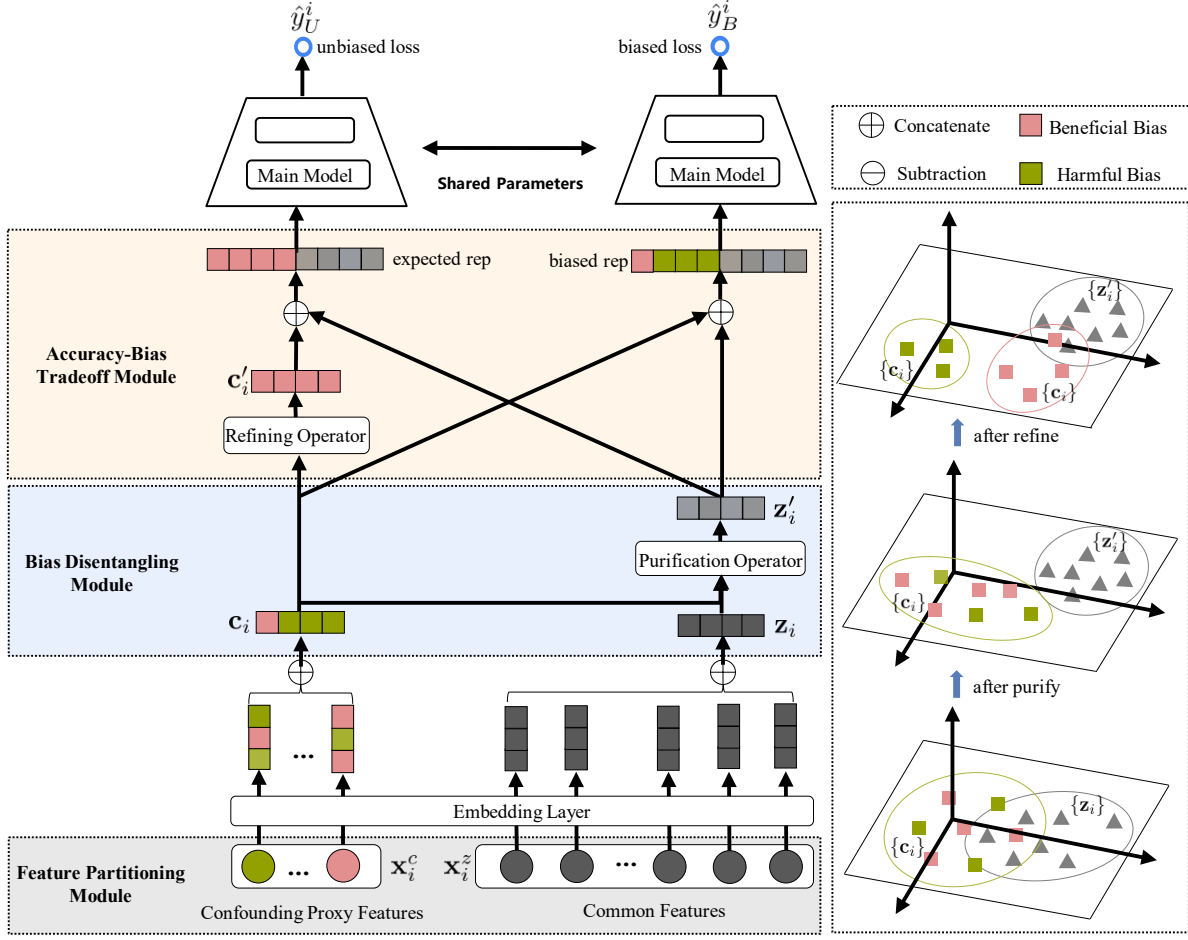 ŷ_U^i
ŷ_B^i
unbiased loss
biased loss
Main Model
Main Model
Shared Parameters
Concatenate
Beneficial Bias
Subtraction
Harmful Bias
expected rep
biased rep
Accuracy-Bias
Tradeoff Module
c′_i
Refining Operator
{z′_i}
{c_i}
{c_i}
after refine
Bias Disentangling
Module
z′_i
Purification Operator
c_i
z_i
{z′_i}
{c_i}
after purify
...
Embedding Layer
{z_i}
{c_i}
Feature Partitioning
Module
...
x_i^c
x_i^z
...
Confounding Proxy Features
Common Features